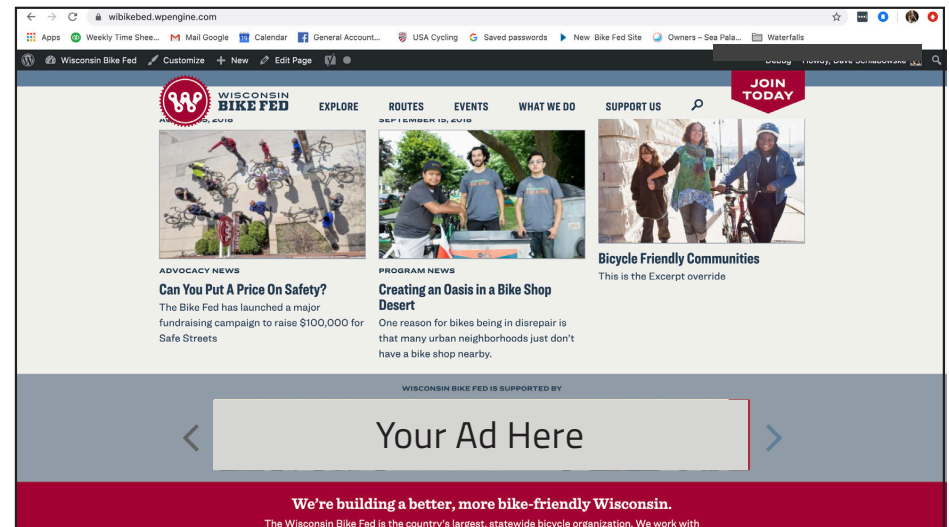 wibikebed.wpengine.com
Apps Weekly Time Shee... Mail Google 19 Calendar General Account... USA Cycling Saved passwords New Bike Fed Site Owners – Sea Pala... Waterfalls
Wisconsin Bike Fed Customize + New Edit Page
JOIN
TODAY
WISCONSIN
BIKE FED
EXPLORE ROUTES EVENTS WHAT WE DO SUPPORT US
SEPTEMBER 15, 2018
ADVOCACY NEWS
Can You Put A Price On Safety?
The Bike Fed has launched a major
fundraising campaign to raise $100,000 for
Safe Streets
PROGRAM NEWS
Creating an Oasis in a Bike Shop
Desert
One reason for bikes being in disrepair is
that many urban neighborhoods just don't
have a bike shop nearby.
Bicycle Friendly Communities
This is the Excerpt override
WISCONSIN BIKE FED IS SUPPORTED BY
Your Ad Here
We're building a better, more bike-friendly Wisconsin.
The Wisconsin Bike Fed is the country's largest, statewide bicycle organization. We work with